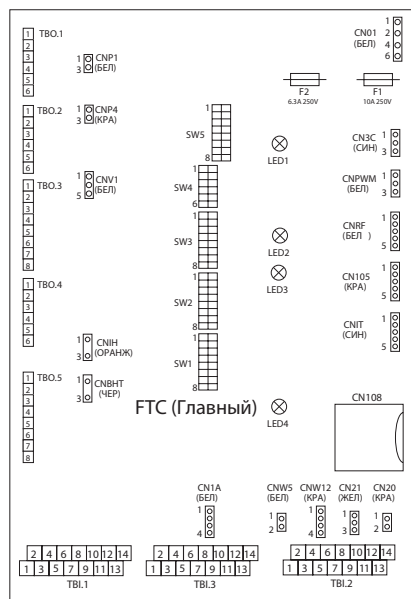 TBO.1
1
2
3
4
5
6
1 CNP1
3 (БЕЛ)
CN01
(БЕЛ)
1
2
4
6
F2
6.3A 250V
F1
10A 250V
TBO.2
1
2
3
4
5
6
1 CNP4
3 (КРА)
1
SW5
8
LED1
CN3C
(СИН)
1
3
TBO.3
1
2
3
4
5
6
7
8
1 CNV1
(БЕЛ)
5
1
SW4
6
CNPWM
(БЕЛ)
1
3
1
SW3
8
LED2
CNRF
(БЕЛ )
1
5
TBO.4
1
2
3
4
5
6
1
SW2
8
LED3
CN105
(КРА)
1
5
1 CNIH
3 (ОРАНЖ)
1
SW1
8
CNIT
(СИН)
1
5
TBO.5
1
2
3
4
5
6
7
8
1 CNBHT
3 (ЧЕР)
FTC (Главный)
LED4
CN108
CN1A
(БЕЛ)
1
4
CNW5
(БЕЛ)
1
2
CNW12
(КРА)
1
4
CN21
(ЖЕЛ)
1
3
CN20
(КРА)
1
2
2 4 6 8 10 12 14
1 3 5 7 9 11 13
TBI.1
2 4 6 8 10 12 14
1 3 5 7 9 11 13
TBI.3
2 4 6 8 10 12 14
1 3 5 7 9 11 13
TBI.2